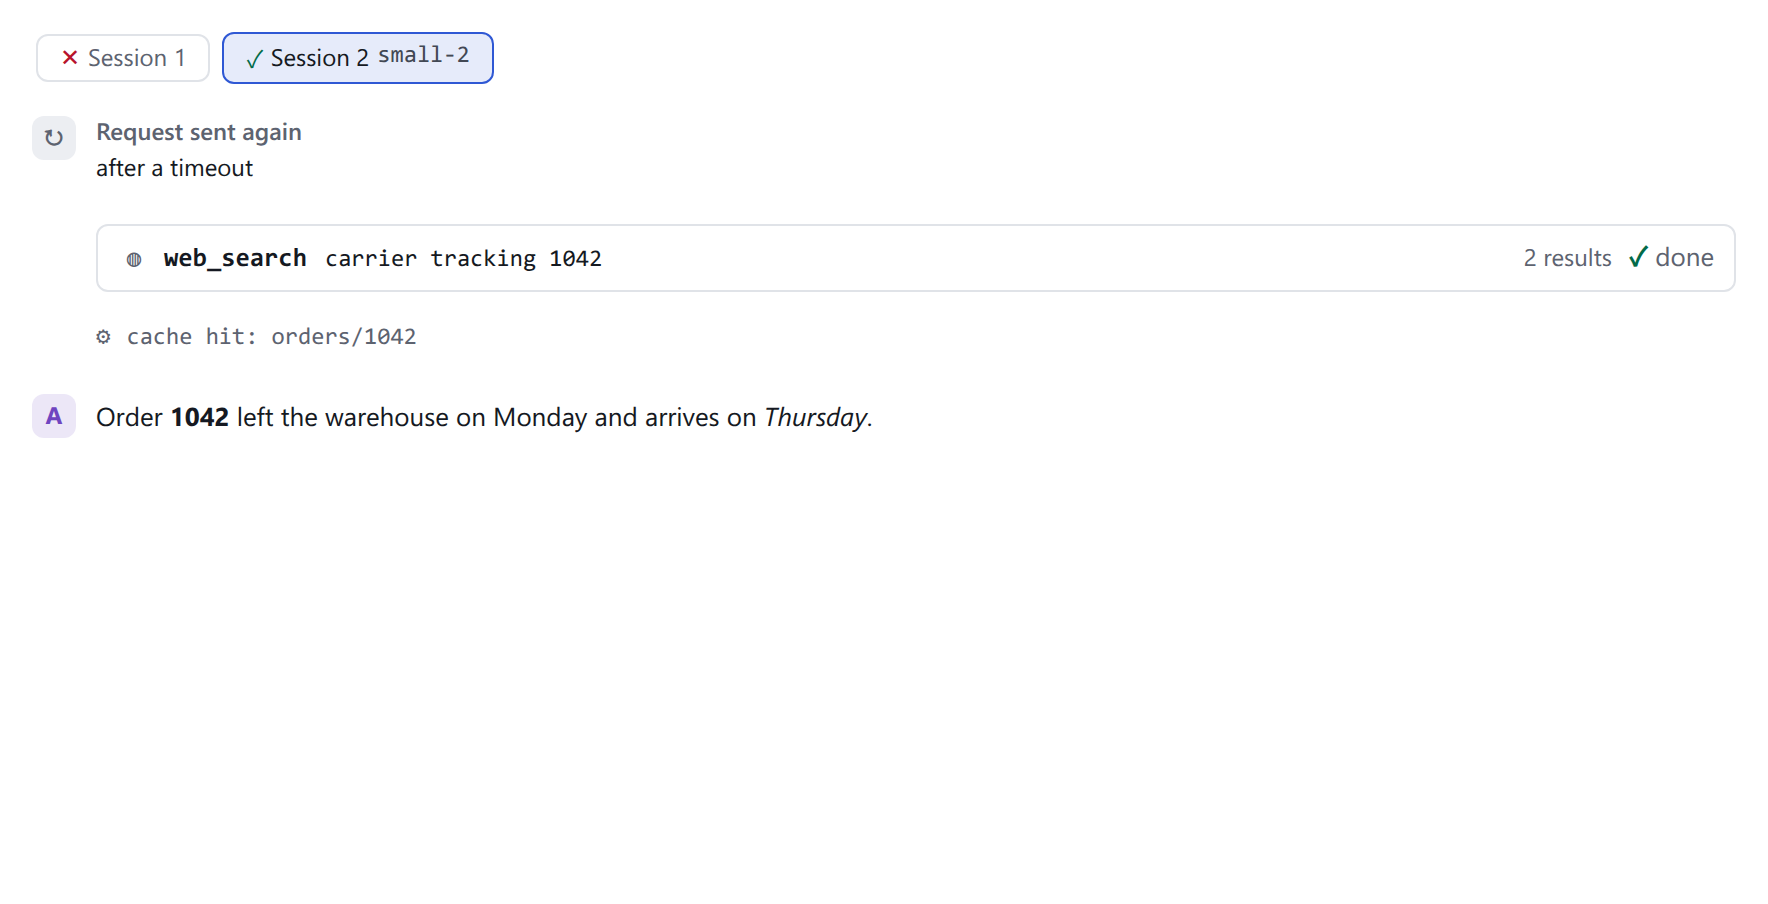 ✕ Session 1
✓ Session 2 small-2
↻ Request sent again
after a timeout
◍ web_search carrier tracking 1042 2 results ✓ done
⚙ cache hit: orders/1042
A Order 1042 left the warehouse on Monday and arrives on Thursday.